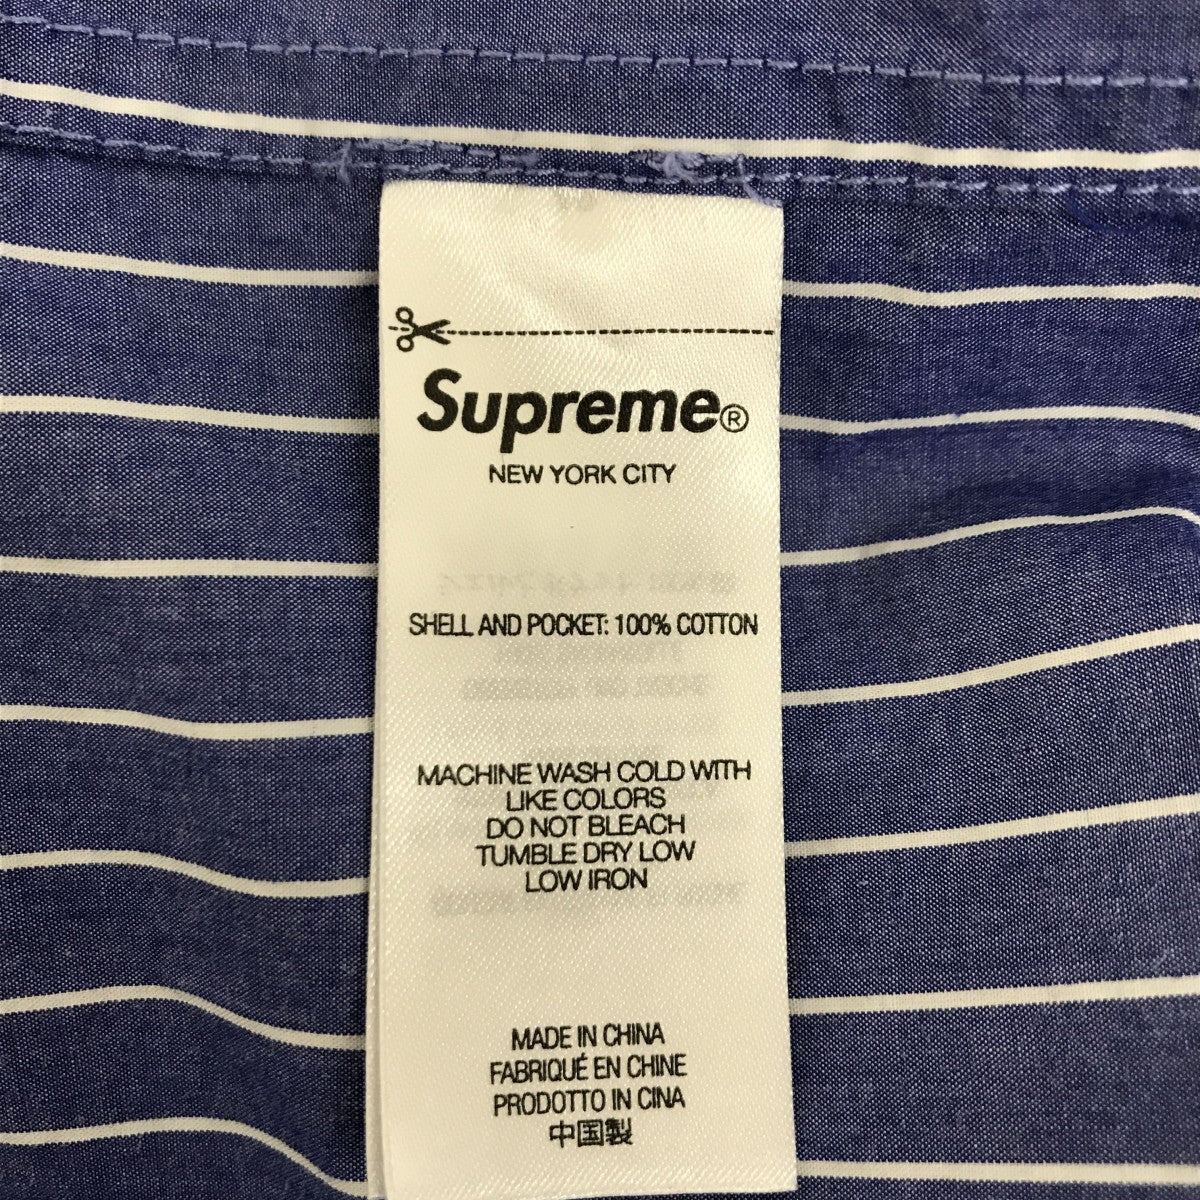 Supreme®
NEW YORK CITY
SHELL AND POCKET: 100% COTTON
MACHINE WASH COLD WITH
LIKE COLORS
DO NOT BLEACH
TUMBLE DRY LOW
LOW IRON
MADE IN CHINA
FABRIQUÉ EN CHINE
PRODOTTO IN CINA
中国製